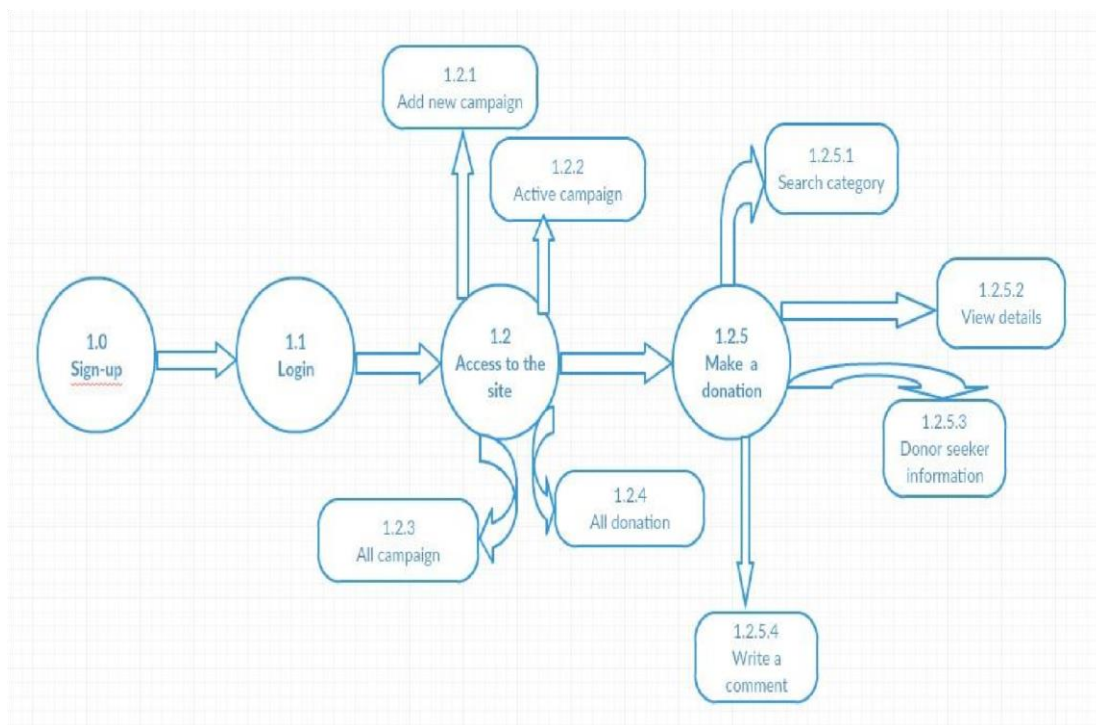 1.2.1
Add new campaign
1.2.2
Active campaign
1.2.5.1
Search category
1.2.5.2
View details
1.0
Sign-up
1.1
Login
1.2
Access to the
site
1.2.5
Make a
donation
1.2.5.3
Donor seeker
information
1.2.3
All campaign
1.2.4
All donation
1.2.5.4
Write a
comment